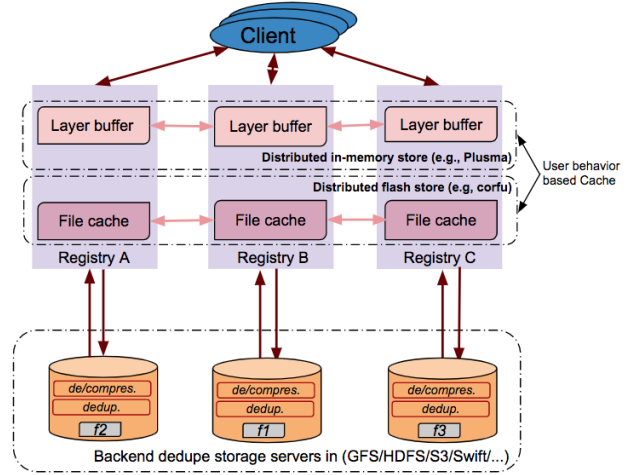 Client
Layer buffer
Layer buffer
Layer buffer
Distributed in-memory store (e.g., Plusma)
User behavior
based Cache
Distributed flash store (e.g, corfu)
File cache
File cache
File cache
Registry A
Registry B
Registry C
de/compres.
de/compres.
de/compres.
dedup.
dedup.
dedup.
f2
f1
f3
Backend dedupe storage servers in (GFS/HDFS/S3/Swift/...)